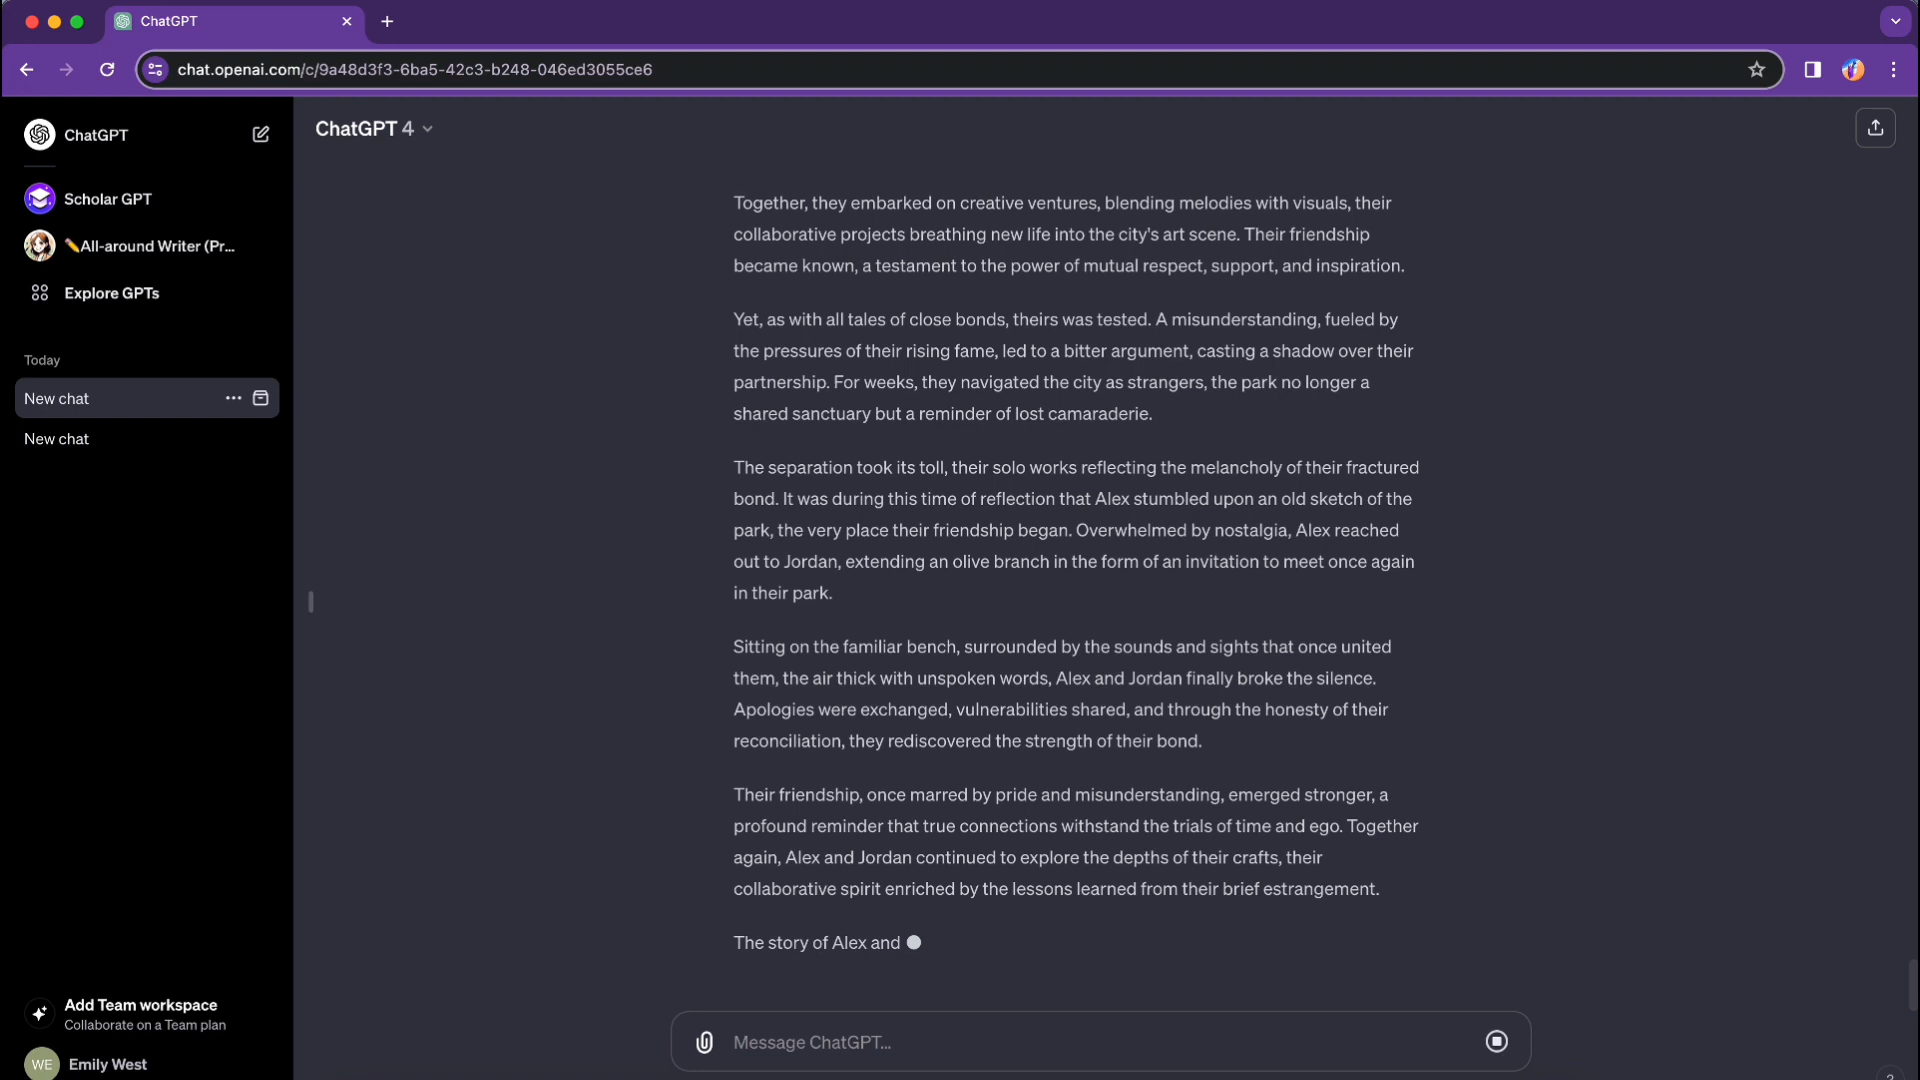 ChatGPT
chat.openai.com/c/9a48d3f3-6ba5-42c3-b248-046ed3055ce6
ChatGPT
Scholar GPT
✏️All-around Writer (Pr...
Explore GPTs
Today
New chat
New chat
Add Team workspace
Collaborate on a Team plan
WE
Emily West
ChatGPT 4
Together, they embarked on creative ventures, blending melodies with visuals, their
collaborative projects breathing new life into the city's art scene. Their friendship
became known, a testament to the power of mutual respect, support, and inspiration.
Yet, as with all tales of close bonds, theirs was tested. A misunderstanding, fueled by
the pressures of their rising fame, led to a bitter argument, casting a shadow over their
partnership. For weeks, they navigated the city as strangers, the park no longer a
shared sanctuary but a reminder of lost camaraderie.
The separation took its toll, their solo works reflecting the melancholy of their fractured
bond. It was during this time of reflection that Alex stumbled upon an old sketch of the
park, the very place their friendship began. Overwhelmed by nostalgia, Alex reached
out to Jordan, extending an olive branch in the form of an invitation to meet once again
in their park.
Sitting on the familiar bench, surrounded by the sounds and sights that once united
them, the air thick with unspoken words, Alex and Jordan finally broke the silence.
Apologies were exchanged, vulnerabilities shared, and through the honesty of their
reconciliation, they rediscovered the strength of their bond.
Their friendship, once marred by pride and misunderstanding, emerged stronger, a
profound reminder that true connections withstand the trials of time and ego. Together
again, Alex and Jordan continued to explore the depths of their crafts, their
collaborative spirit enriched by the lessons learned from their brief estrangement.
The story of Alex and
Message ChatGPT...